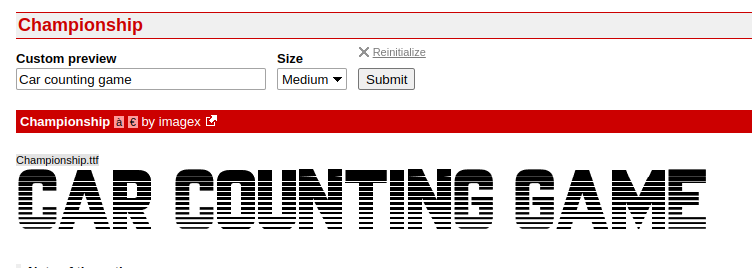 Championship
Custom preview Size Reinitialize
Car counting game Medium Submit
Championship à € by imagex
Championship.ttf
CAR COUNTING GAME